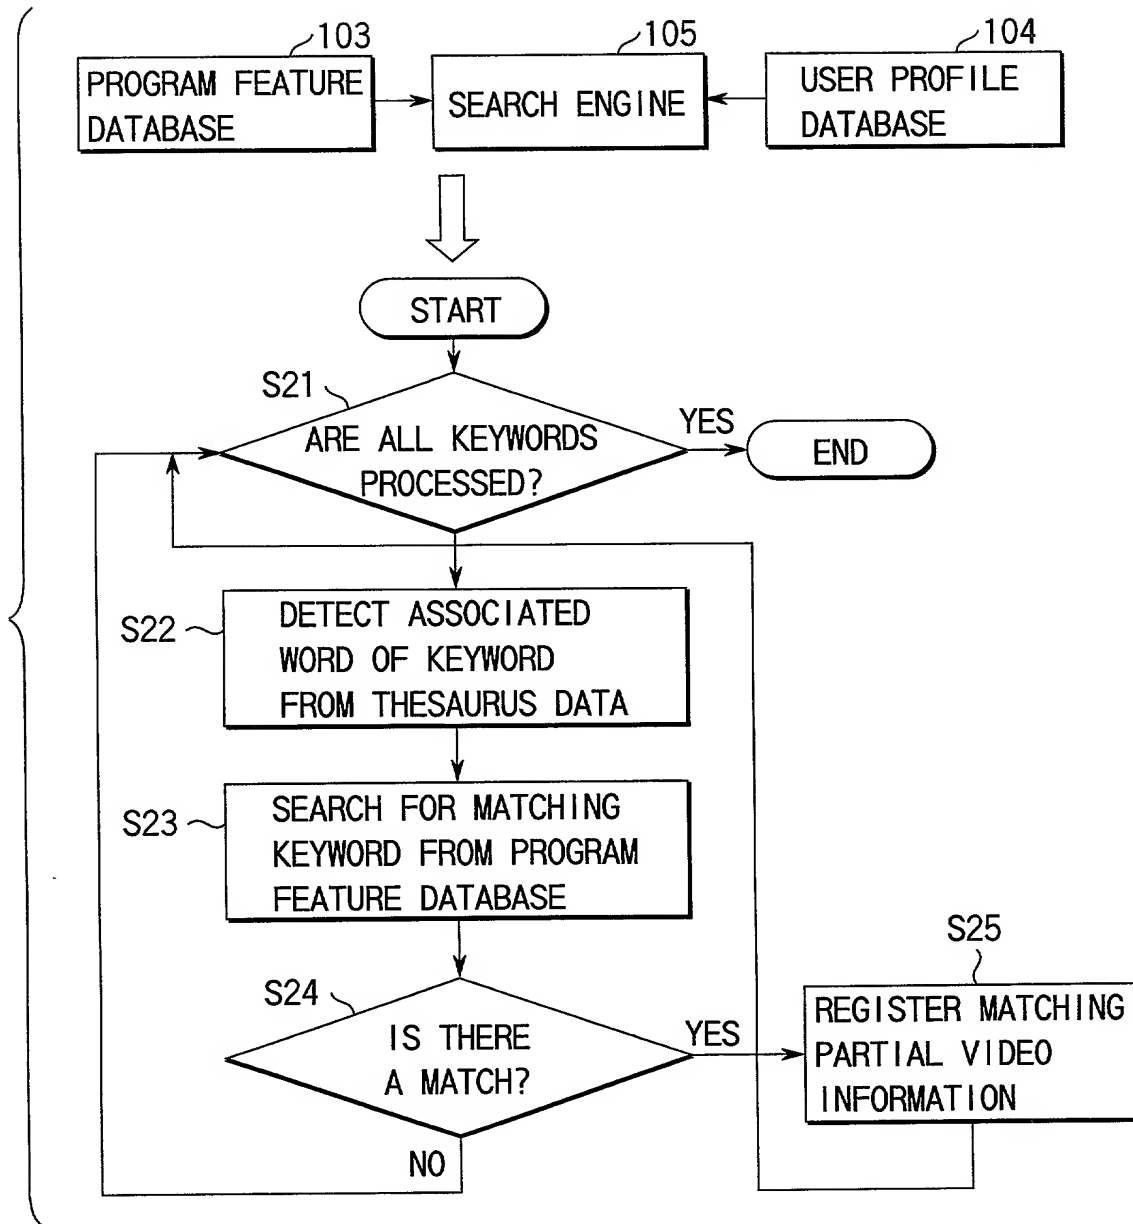 103
PROGRAM FEATURE
DATABASE
105
SEARCH ENGINE
104
USER PROFILE
DATABASE
START
S21
ARE ALL KEYWORDS
PROCESSED?
YES
END
S22
DETECT ASSOCIATED
WORD OF KEYWORD
FROM THESAURUS DATA
S23
SEARCH FOR MATCHING
KEYWORD FROM PROGRAM
FEATURE DATABASE
S24
IS THERE
A MATCH?
YES
NO
S25
REGISTER MATCHING
PARTIAL VIDEO
INFORMATION